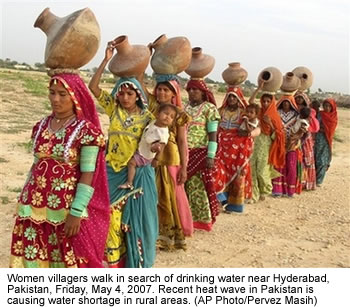 Women villagers walk in search of drinking water near Hyderabad,
Pakistan, Friday, May 4, 2007. Recent heat wave in Pakistan is
causing water shortage in rural areas. (AP Photo/Pervez Masih)